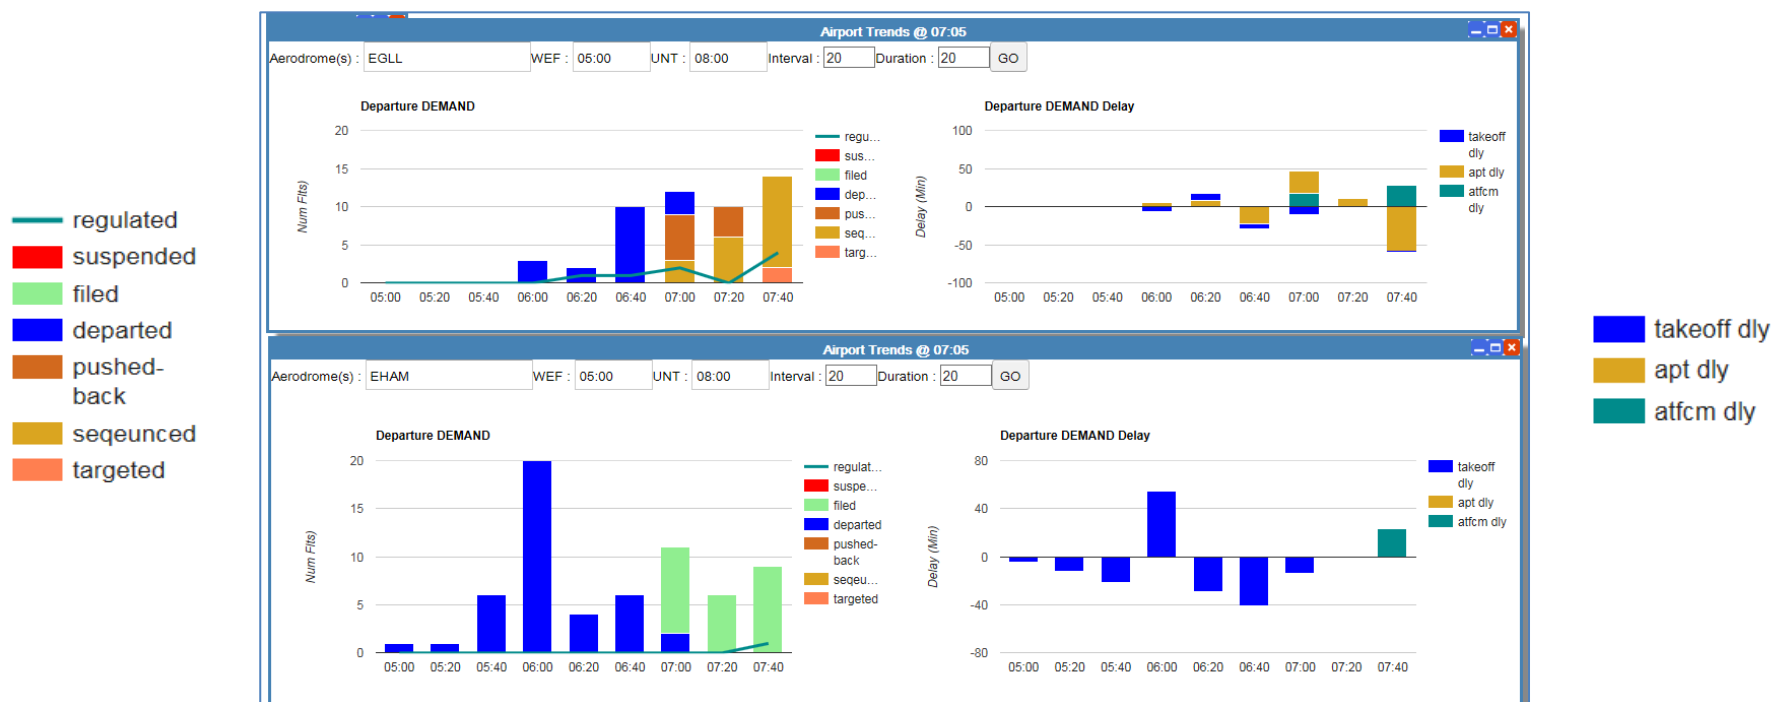 regulated
suspended
filed
departed
pushed-
back
seqeunced
targeted
Airport Trends @ 07:05
Aerodrome(s) : EGLL WEF : 05:00 UNT : 08:00 Interval : 20 Duration : 20 GO
Departure DEMAND
Num Flts)
20
15
10
5
0
05:00 05:20 05:40 06:00 06:20 06:40 07:00 07:20 07:40
regu...
sus...
filed
dep...
pus...
seq...
targ...
Departure DEMAND Delay
Delay (Min)
100
50
0
-50
-100
05:00 05:20 05:40 06:00 06:20 06:40 07:00 07:20 07:40
takeoff
dly
apt dly
atfcm
dly
Airport Trends @ 07:05
Aerodrome(s) : EHAM WEF : 05:00 UNT : 08:00 Interval : 20 Duration : 20 GO
Departure DEMAND
Num Flts)
20
15
10
5
0
05:00 05:20 05:40 06:00 06:20 06:40 07:00 07:20 07:40
regulat...
suspe...
filed
departed
pushed-
back
seqeu...
targeted
Departure DEMAND Delay
Delay (Min)
80
40
0
-40
-80
05:00 05:20 05:40 06:00 06:20 06:40 07:00 07:20 07:40
takeoff
dly
apt dly
atfcm dly
takeoff dly
apt dly
atfcm dly